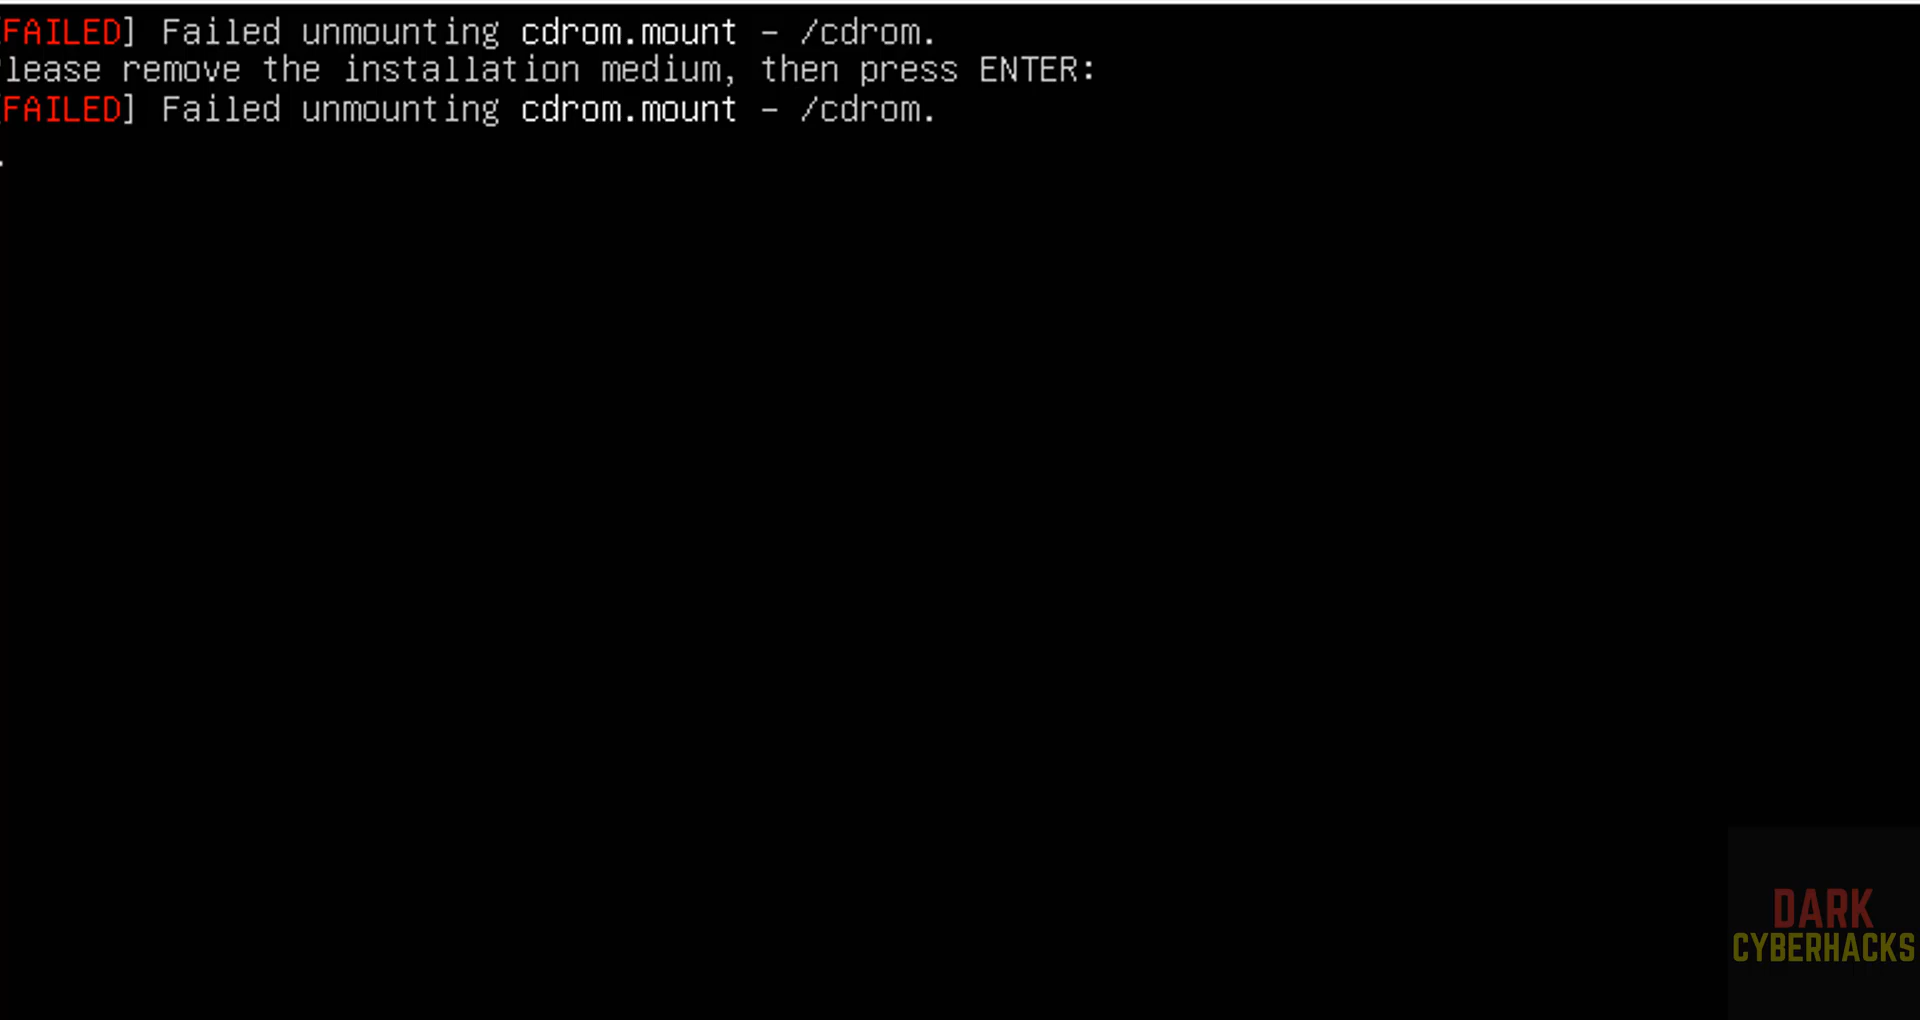 FAILED] Failed unmounting cdrom.mount - /cdrom.
lease remove the installation medium, then press ENTER:
FAILED] Failed unmounting cdrom.mount - /cdrom.
DARK
CYBERHACKS